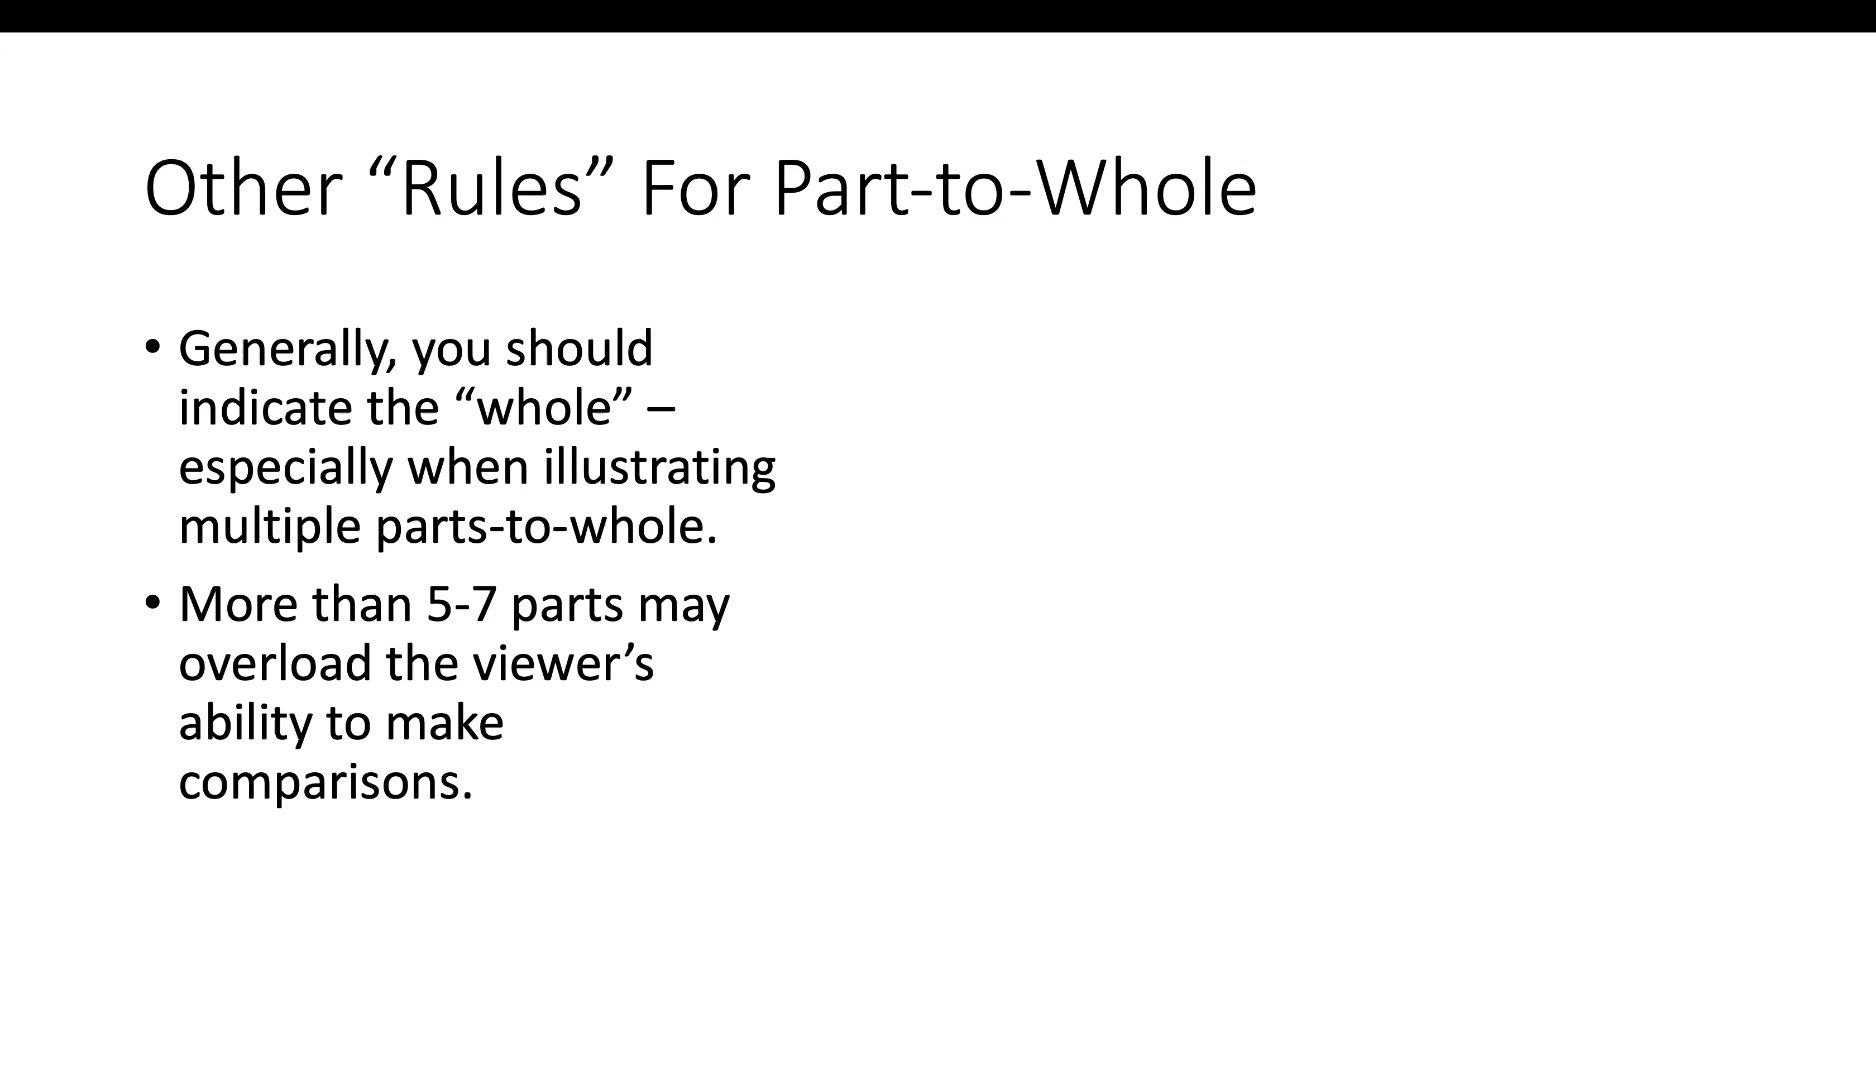 Other “Rules” For Part-to-Whole
• Generally, you should
indicate the “whole” –
especially when illustrating
multiple parts-to-whole.
• More than 5-7 parts may
overload the viewer’s
ability to make
comparisons.